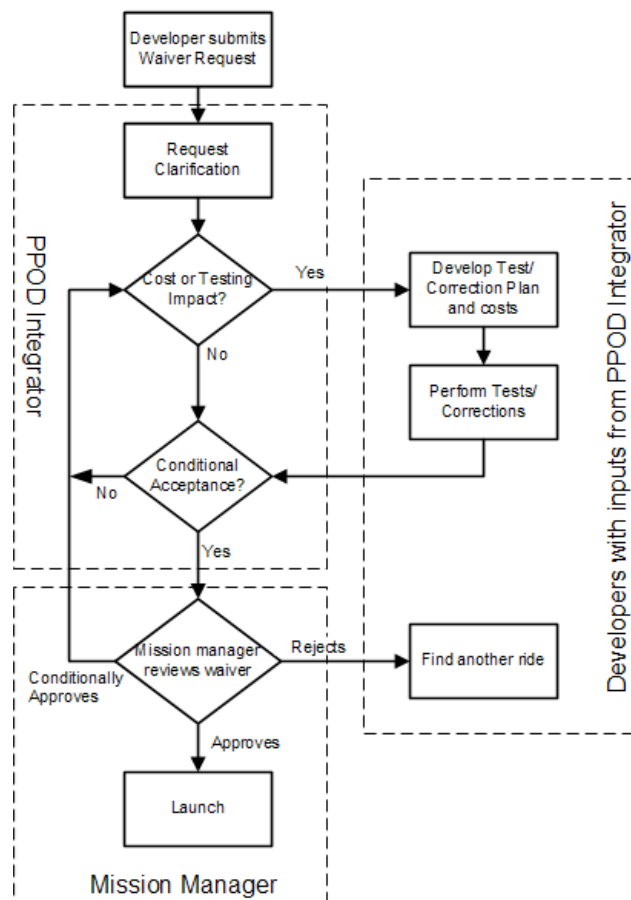 Developer submits
Waiver Request
Request
Clarification
PPOD Integrator
Cost or Testing
Impact?
Yes
Develop Test/
Correction Plan
and costs
No
Perform Tests/
Corrections
Developers with inputs from PPOD Integrator
Conditional
Acceptance?
No
Yes
Mission manager
reviews waiver
Rejects
Find another ride
Conditionally
Approves
Approves
Launch
Mission Manager